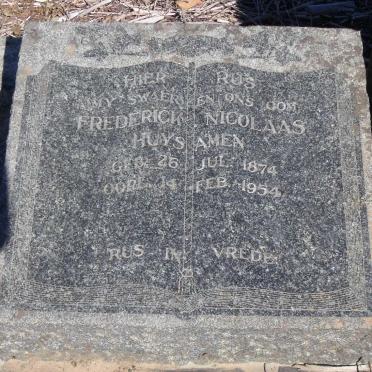 HIER RUS
MY SWAER EN ONS OOM
FREDERICK NICOLAAS
HUYSAMEN
GEB. 26 JUL. 1874
OORL. 14 FEB. 1954
RUS IN VREDE